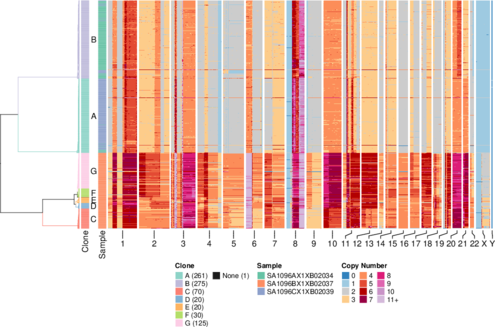 B
A
G
F
E
D
C
Clone
Sample
1 2 3 4 5 6 7 8 9 10 11 12 13 14 15 16 17 18 19 20 21 22 X Y
Clone
A (261)
B (275)
C (70)
D (20)
E (20)
F (30)
G (125)
None (1)
Sample
SA1096AX1XB02034
SA1096BX1XB02037
SA1096CX1XB02039
Copy Number
0 4 8
1 5 9
2 6 10
3 7 11+